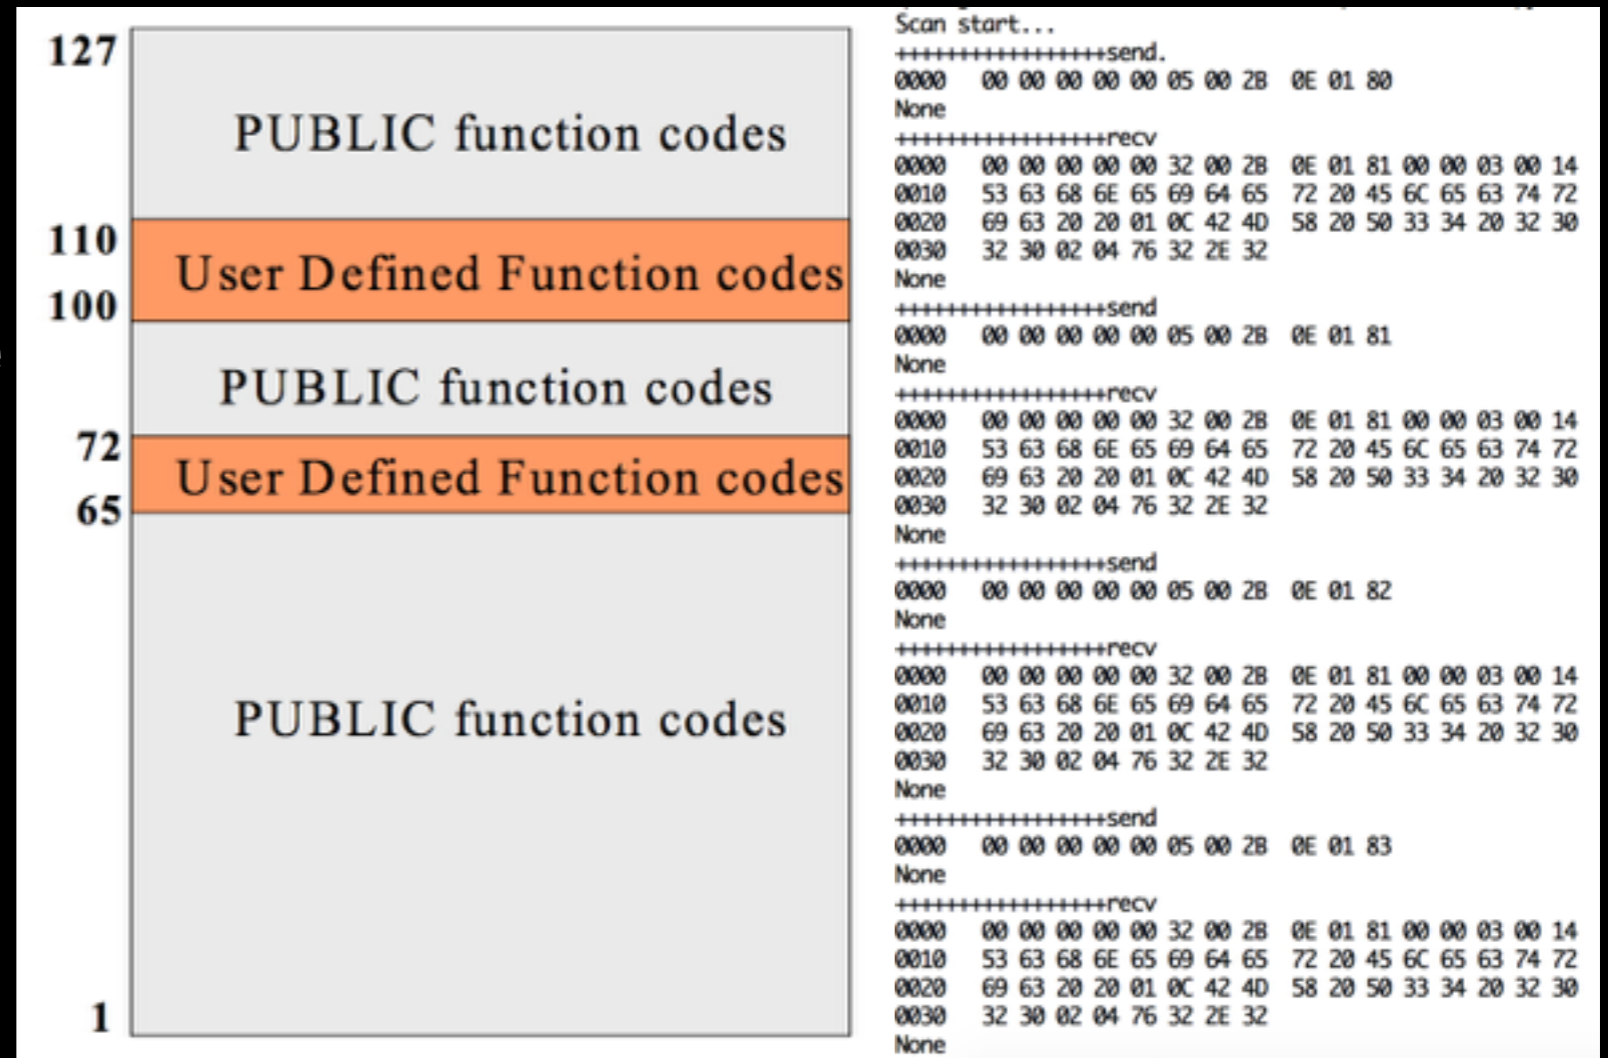 127
PUBLIC function codes
110
User Defined Function codes
100
PUBLIC function codes
72
User Defined Function codes
65
PUBLIC function codes
1
Scan start...
+++++++++++++++++send.
0000 00 00 00 00 00 05 00 2B 0E 01 80
None
+++++++++++++++++recv
0000 00 00 00 00 00 32 00 2B 0E 01 81 00 00 03 00 14
0010 53 63 68 6E 65 69 64 65 72 20 45 6C 65 63 74 72
0020 69 63 20 20 01 0C 42 4D 58 20 50 33 34 20 32 30
0030 32 30 02 04 76 32 2E 32
None
+++++++++++++++++send
0000 00 00 00 00 00 05 00 2B 0E 01 81
None
+++++++++++++++++recv
0000 00 00 00 00 00 32 00 2B 0E 01 81 00 00 03 00 14
0010 53 63 68 6E 65 69 64 65 72 20 45 6C 65 63 74 72
0020 69 63 20 20 01 0C 42 4D 58 20 50 33 34 20 32 30
0030 32 30 02 04 76 32 2E 32
None
+++++++++++++++++send
0000 00 00 00 00 00 05 00 2B 0E 01 82
None
+++++++++++++++++recv
0000 00 00 00 00 00 32 00 2B 0E 01 81 00 00 03 00 14
0010 53 63 68 6E 65 69 64 65 72 20 45 6C 65 63 74 72
0020 69 63 20 20 01 0C 42 4D 58 20 50 33 34 20 32 30
0030 32 30 02 04 76 32 2E 32
None
+++++++++++++++++send
0000 00 00 00 00 00 05 00 2B 0E 01 83
None
+++++++++++++++++recv
0000 00 00 00 00 00 32 00 2B 0E 01 81 00 00 03 00 14
0010 53 63 68 6E 65 69 64 65 72 20 45 6C 65 63 74 72
0020 69 63 20 20 01 0C 42 4D 58 20 50 33 34 20 32 30
0030 32 30 02 04 76 32 2E 32
None